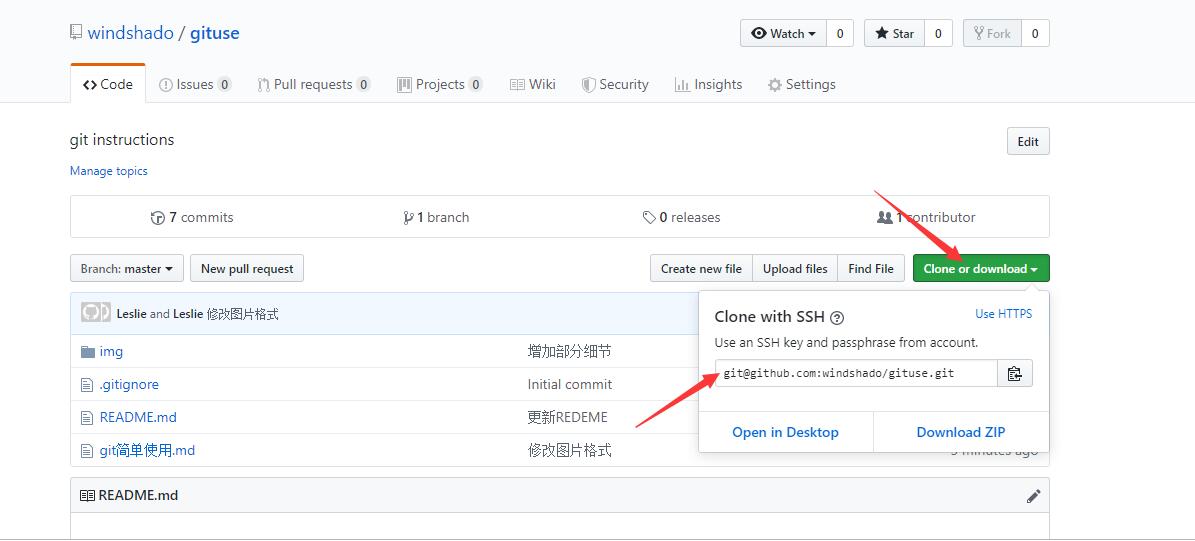 windshado / gituse
Watch 0 Star 0 Fork 0
Code Issues 0 Pull requests 0 Projects 0 Wiki Security Insights Settings
git instructions
Edit
Manage topics
7 commits 1 branch 0 releases 1 contributor
Branch: master New pull request Create new file Upload files Find File Clone or download
Leslie and Leslie 修改图片格式
Clone with SSH Use HTTPS
Use an SSH key and passphrase from account.
git@github.com:windshado/gituse.git
Open in Desktop Download ZIP
img 增加部分细节
.gitignore Initial commit
README.md 更新REDEME
git简单使用.md 修改图片格式 minutes ago
README.md